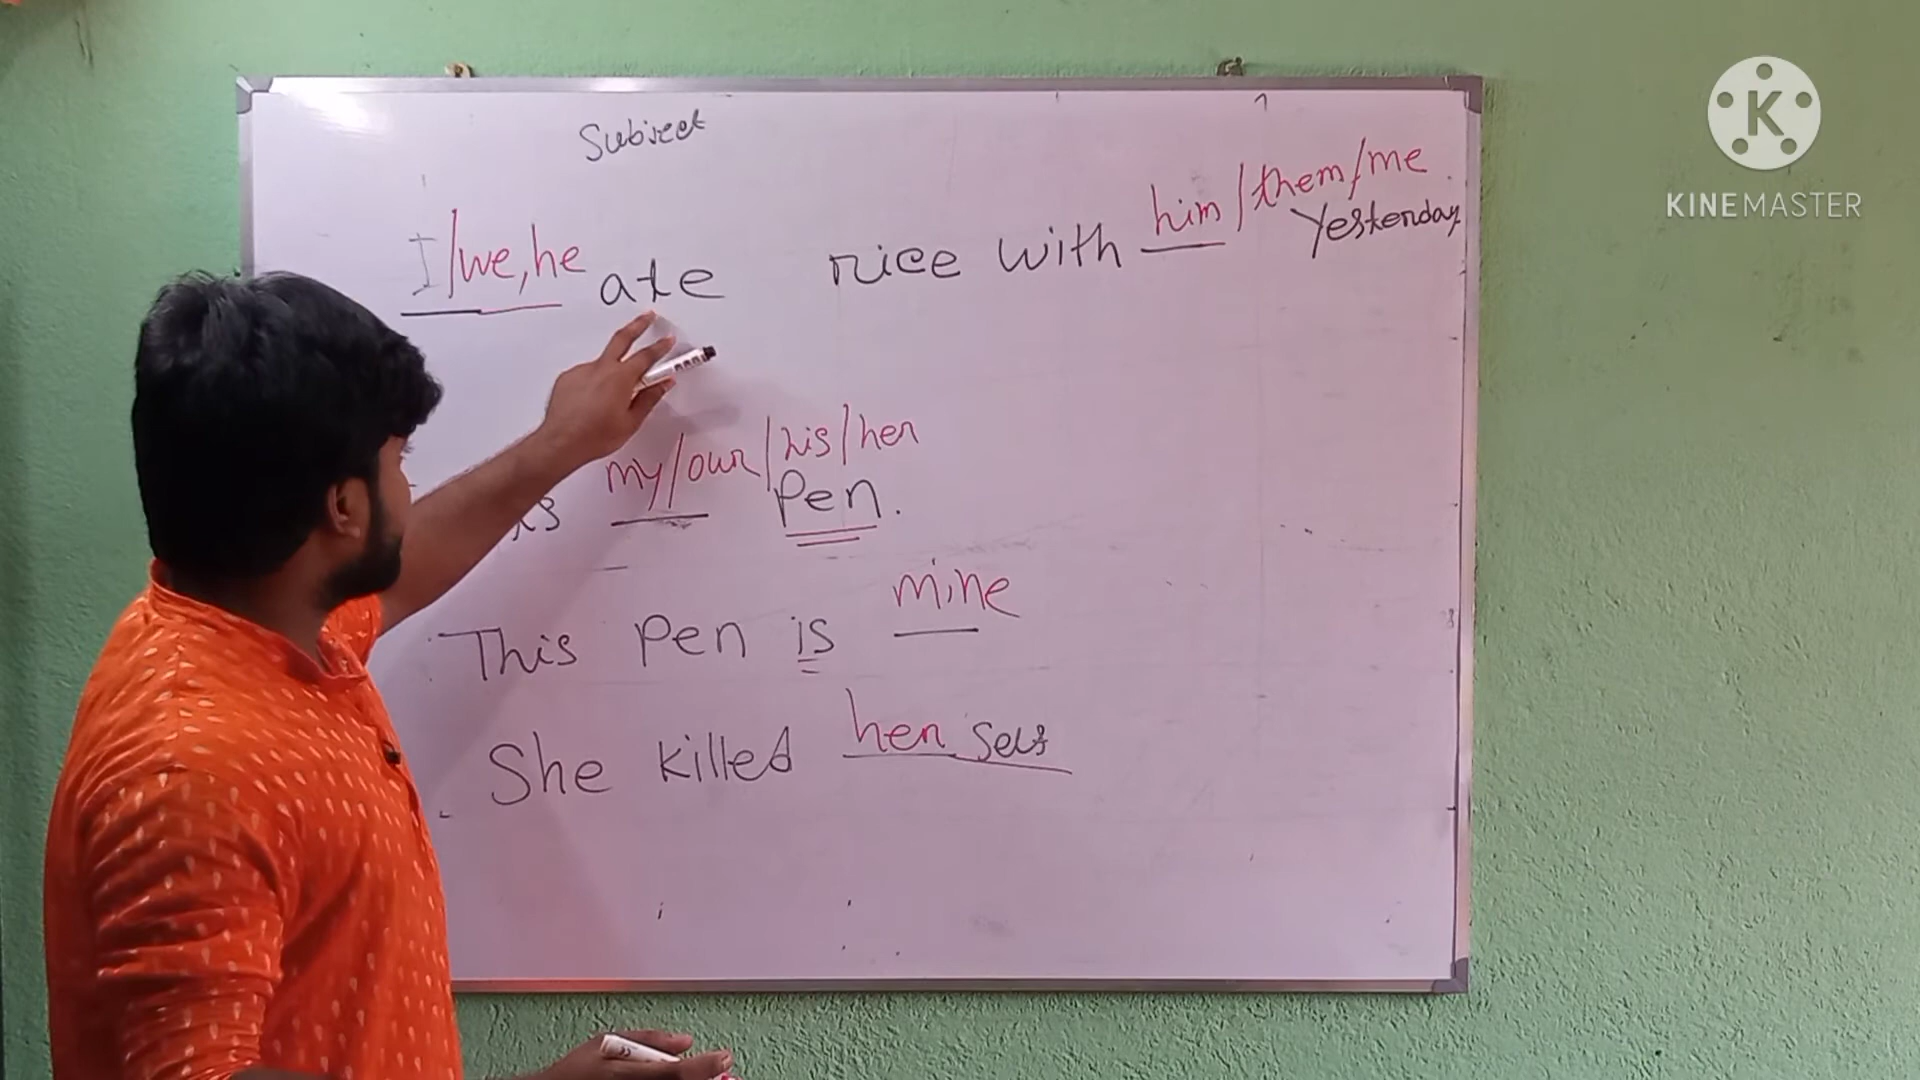 Subject
I/we, he ate rice with him/them/me yesterday
is my/our/his/her Pen.
This Pen is mine
She killed her self
K
KINEMASTER